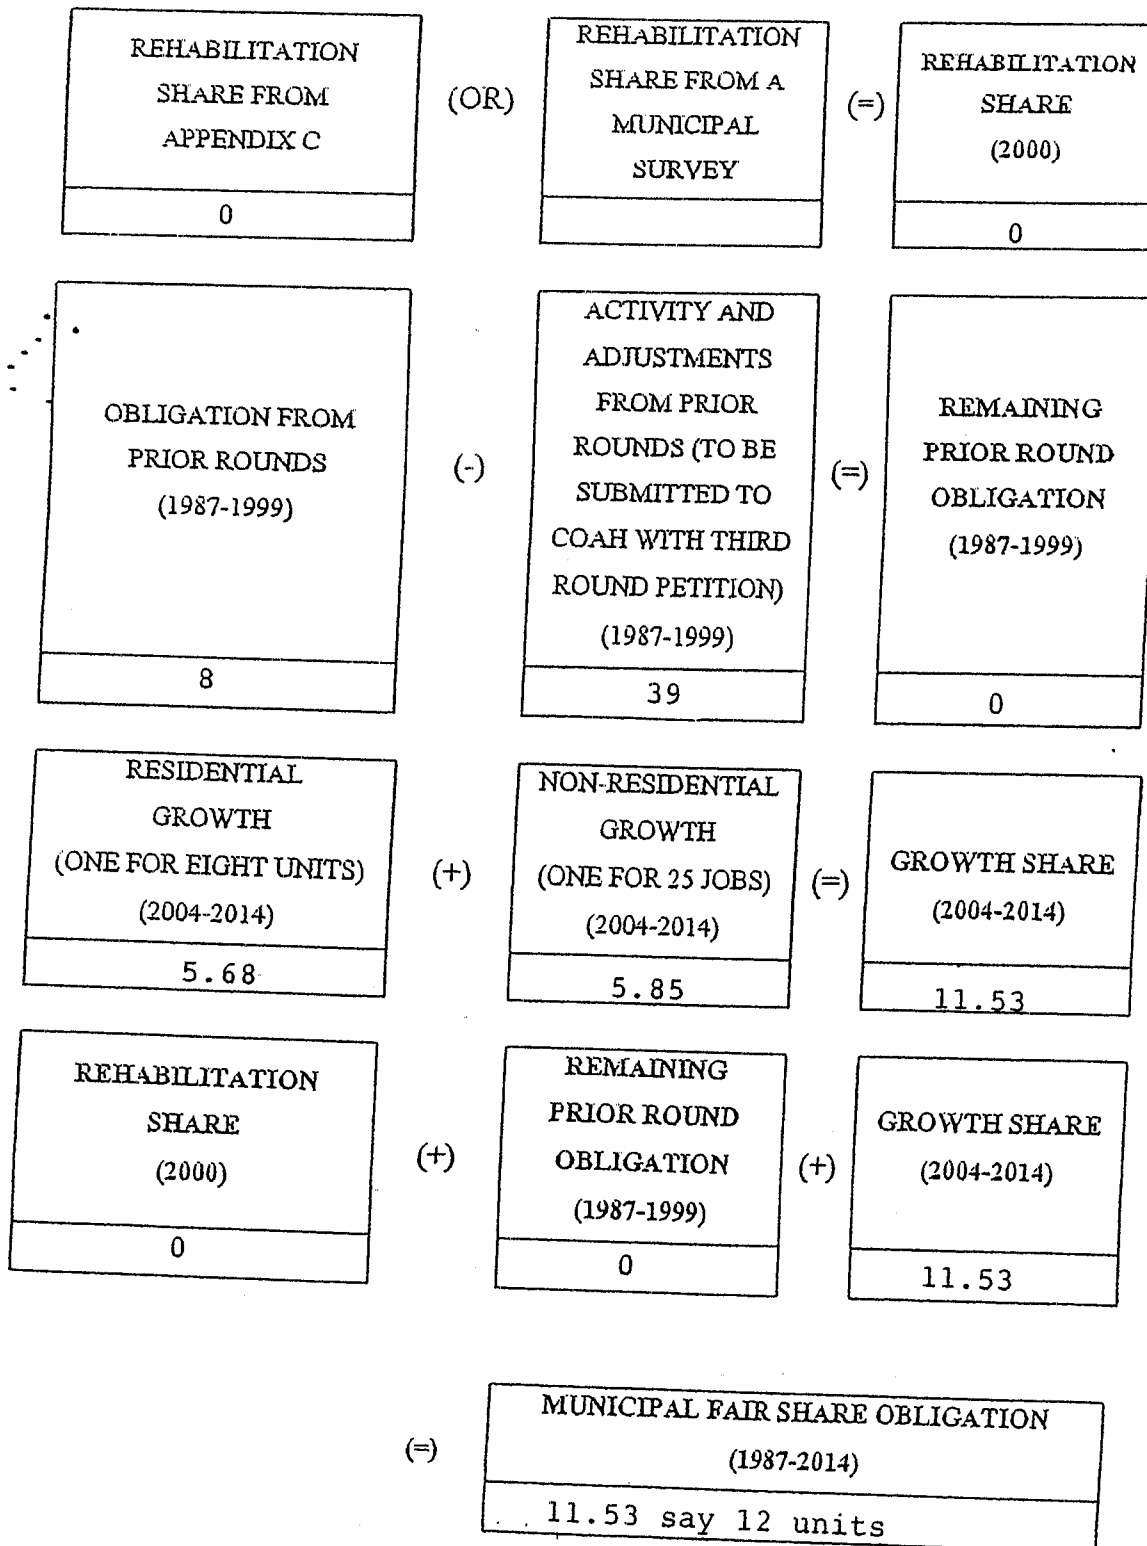 REHABILITATION
SHARE FROM
APPENDIX C
0
(OR)
REHABILITATION
SHARE FROM A
MUNICIPAL
SURVEY
(=)
REHABILITATION
SHARE
(2000)
0
OBLIGATION FROM
PRIOR ROUNDS
(1987-1999)
8
(-)
ACTIVITY AND
ADJUSTMENTS
FROM PRIOR
ROUNDS (TO BE
SUBMITTED TO
COAH WITH THIRD
ROUND PETITION)
(1987-1999)
39
(=)
REMAINING
PRIOR ROUND
OBLIGATION
(1987-1999)
0
RESIDENTIAL
GROWTH
(ONE FOR EIGHT UNITS)
(2004-2014)
5.68
(+)
NON-RESIDENTIAL
GROWTH
(ONE FOR 25 JOBS)
(2004-2014)
5.85
(=)
GROWTH SHARE
(2004-2014)
11.53
REHABILITATION
SHARE
(2000)
0
(+)
REMAINING
PRIOR ROUND
OBLIGATION
(1987-1999)
0
(+)
GROWTH SHARE
(2004-2014)
11.53
(=)
MUNICIPAL FAIR SHARE OBLIGATION
(1987-2014)
11.53 say 12 units